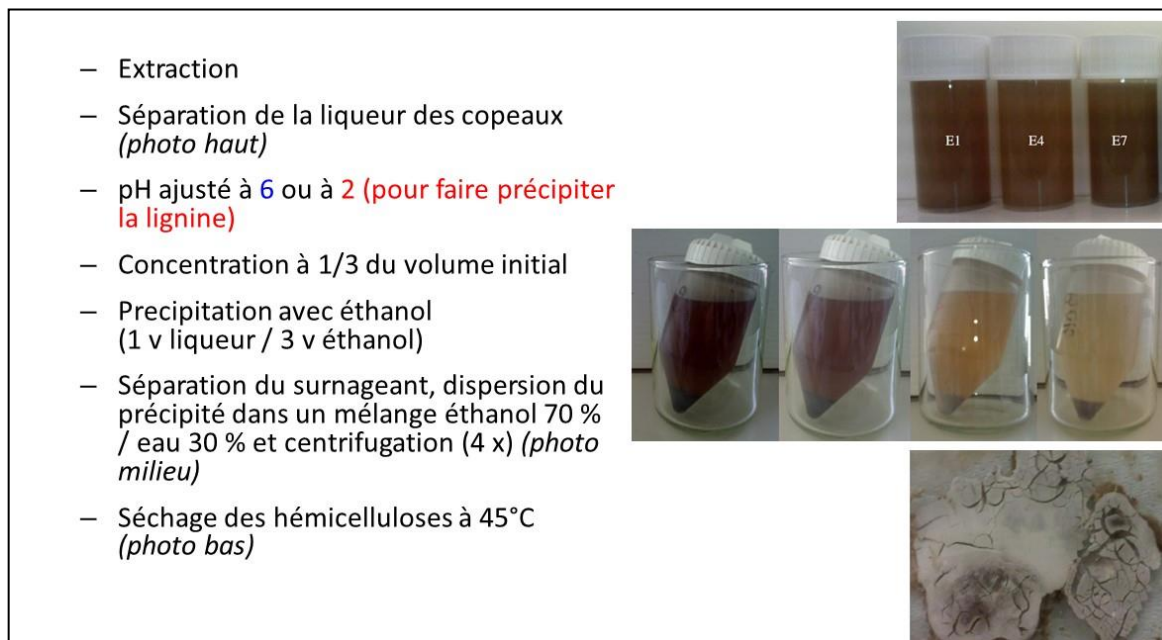 – Extraction
– Séparation de la liqueur des copeaux
(photo haut)
– pH ajusté à 6 ou à 2 (pour faire précipiter
la lignine)
– Concentration à 1/3 du volume initial
– Precipitation avec éthanol
(1 v liqueur / 3 v éthanol)
– Séparation du surnageant, dispersion du
précipité dans un mélange éthanol 70 %
/ eau 30 % et centrifugation (4 x) (photo
milieu)
– Séchage des hémicelluloses à 45°C
(photo bas)
E1
E4
E7